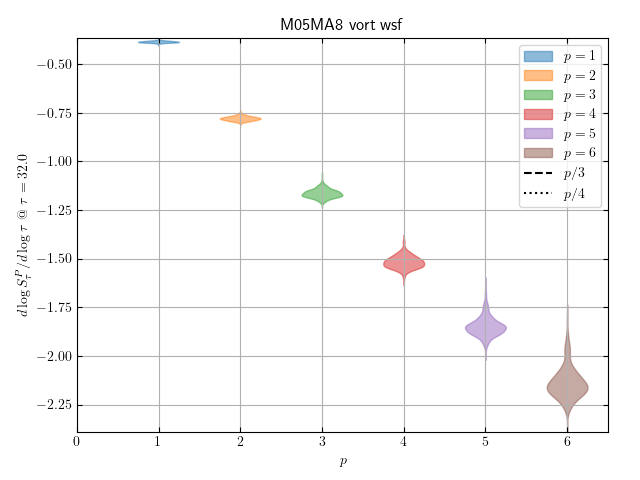 M05MA8 vort wsf
d log S_τ^P / d log τ @ τ = 32.0
−0.50
−0.75
−1.00
−1.25
−1.50
−1.75
−2.00
−2.25
p = 1
p = 2
p = 3
p = 4
p = 5
p = 6
p/3
p/4
0 1 2 3 4 5 6
p